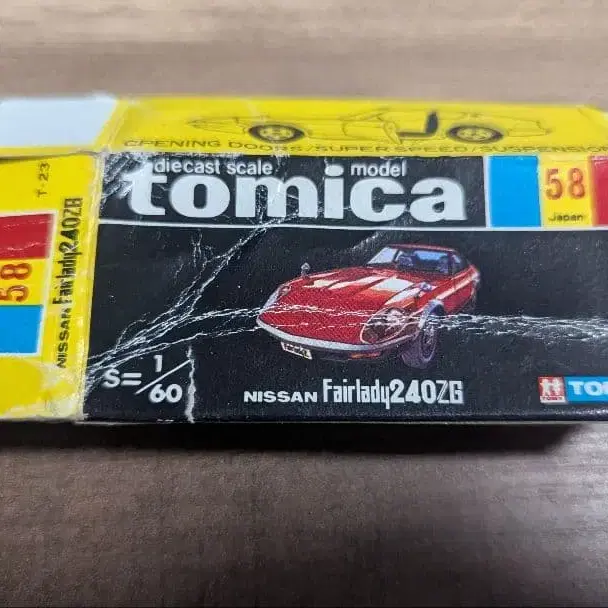 OPENING DOORS/SUPER SPEED/SUSPENSION
diecast scale model
tomica
58
Japan
S=1/60
NISSAN Fairlady240ZG
TOMY
T-23
58
NISSAN Fairlady240ZG